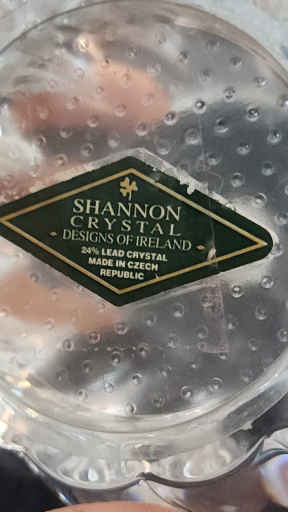 SHANNON
CRYSTAL
DESIGNS OF IRELAND
24% LEAD CRYSTAL
MADE IN CZECH
REPUBLIC